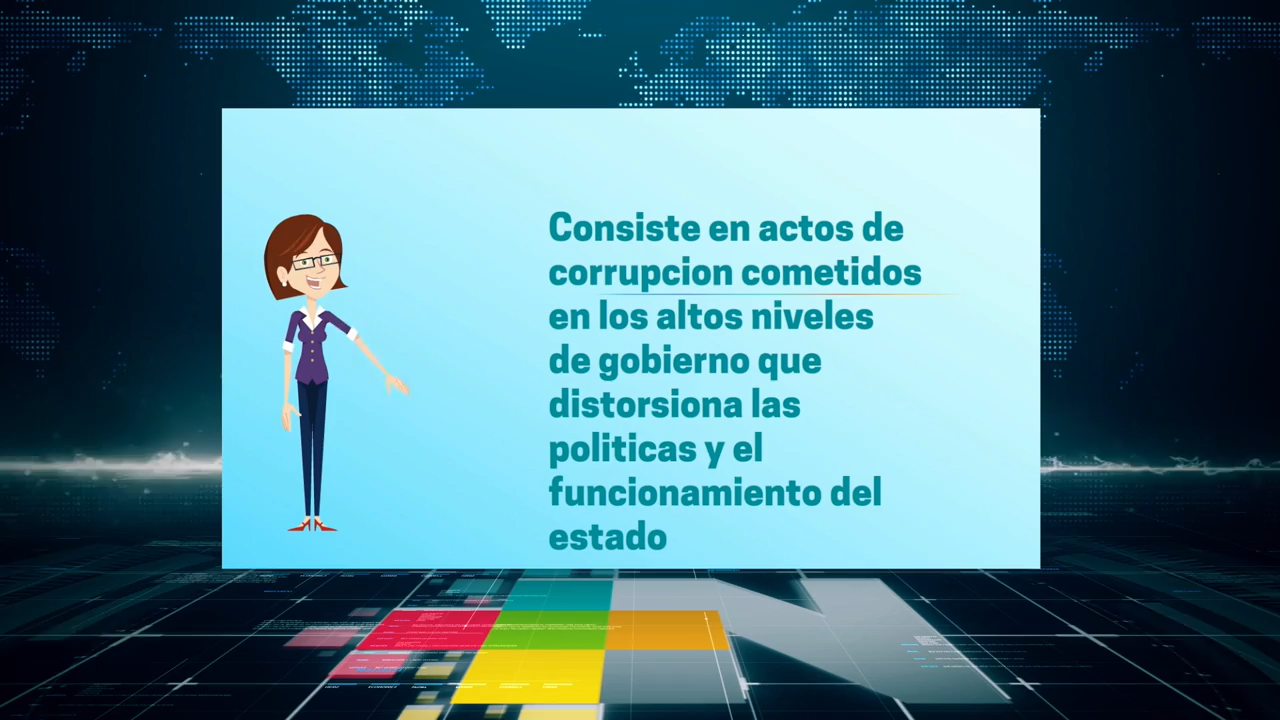 Consiste en actos de
corrupcion cometidos
en los altos niveles
de gobierno que
distorsiona las
politicas y el
funcionamiento del
estado